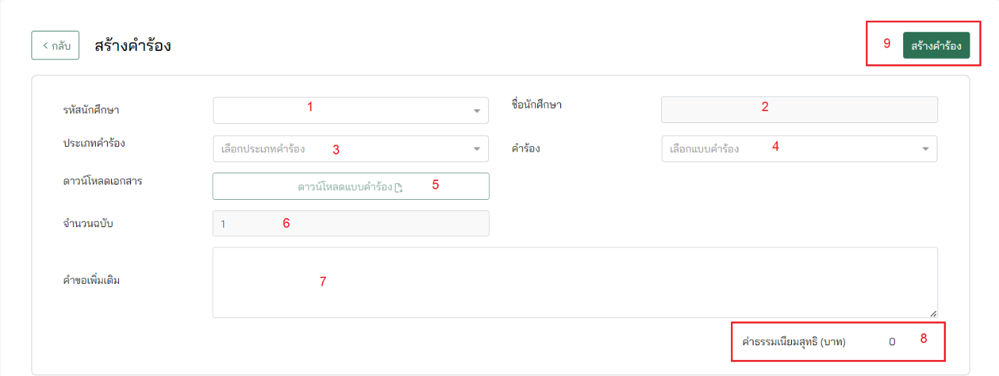 กลับ สร้างคำร้อง 9 สร้างคำร้อง
รหัสนักศึกษา 1 ชื่อนักศึกษา 2
ประเภทคำร้อง เลือกประเภทคำร้อง 3 คำร้อง เลือกแบบคำร้อง 4
ดาวน์โหลดเอกสาร ดาวน์โหลดแบบคำร้อง 5
จำนวนฉบับ 1 6
คำขอเพิ่มเติม 7
ค่าธรรมเนียมสุทธิ (บาท) 0 8